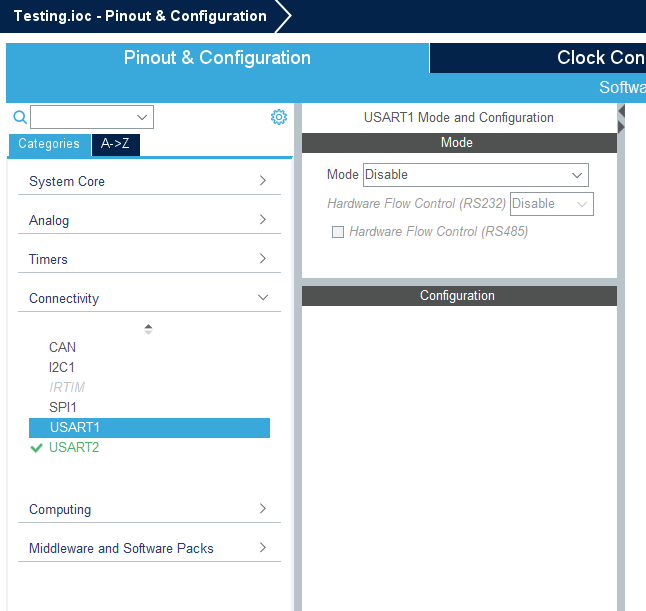 Testing.ioc - Pinout & Configuration
Pinout & Configuration
Clock Con
Softwa
Categories
A->Z
System Core
Analog
Timers
Connectivity
CAN
I2C1
IRTIM
SPI1
USART1
USART2
Computing
Middleware and Software Packs
USART1 Mode and Configuration
Mode
Mode Disable
Hardware Flow Control (RS232) Disable
Hardware Flow Control (RS485)
Configuration